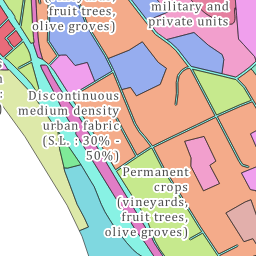 (vineyards,
fruit trees,
olive groves)
military and
private units
Discontinuous
medium density
urban fabric
(S.L. : 30% -
50%)
Permanent
crops
(vineyards,
fruit trees,
olive groves)